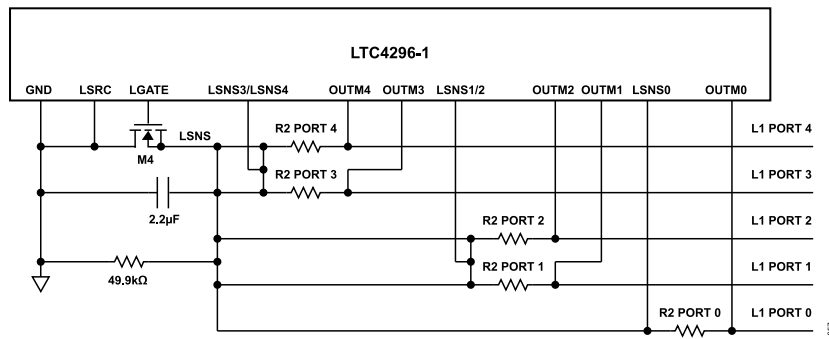 LTC4296-1
GND LSRC LGATE LSNS3/LSNS4 OUTM4 OUTM3 LSNS1/2 OUTM2 OUTM1 LSNS0 OUTM0
LSNS
R2 PORT 4
L1 PORT 4
M4
R2 PORT 3
L1 PORT 3
2.2µF
R2 PORT 2
L1 PORT 2
R2 PORT 1
L1 PORT 1
49.9kΩ
R2 PORT 0
L1 PORT 0